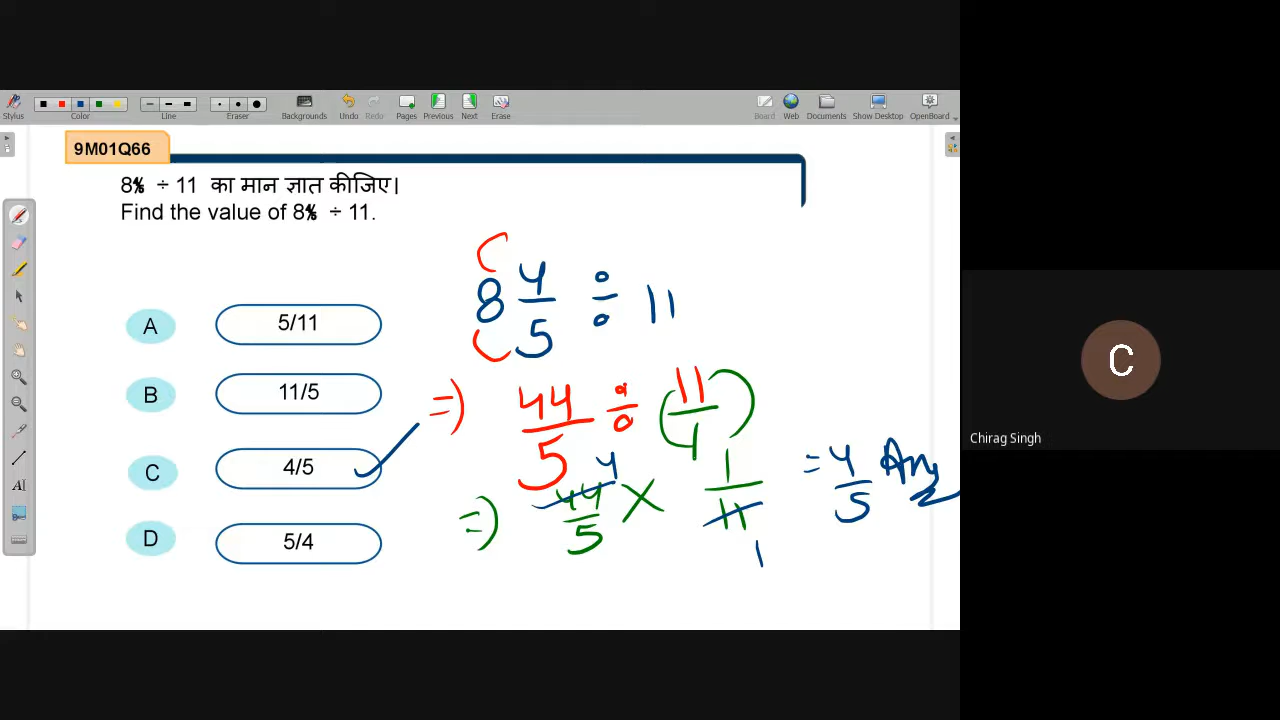 Stylus
Color
Line
Eraser
Backgrounds
Undo
Redo
Pages
Previous
Next
Erase
Board
Web
Documents
Show Desktop
OpenBoard
9M01Q66
8⅘ ÷ 11 का मान ज्ञात कीजिए।
Find the value of 8⅘ ÷ 11.
A 5/11
B 11/5
C 4/5
D 5/4
8 4/5 ÷ 11
=) 44/5 ÷ (11/1)
=) 44/5 × 1/11 = 4/5 Ans
4
1
C
Chirag Singh